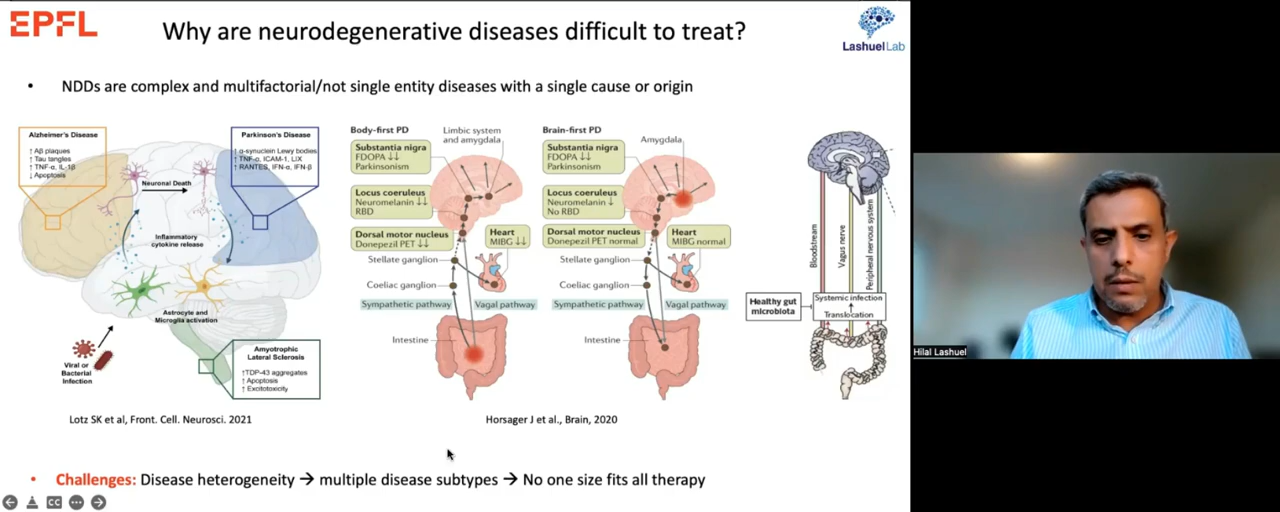 EPFL
Why are neurodegenerative diseases difficult to treat?
LashuelLab
• NDDs are complex and multifactorial/not single entity diseases with a single cause or origin
Alzheimer's Disease
↑ Aβ plaques
↑ Tau tangles
↑ TNF-α, IL-1β
↓ Apoptosis
Neuronal Death
Parkinson's Disease
↑ α-synuclein Lewy bodies
↑ TNF-α, ICAM-1, LIX
↑ RANTES, IFN-α, IFN-β
Inflammatory
cytokine release
Astrocyte and
Microglia activation
Viral or
Bacterial
Infection
Amyotrophic
Lateral Sclerosis
↑TDP-43 aggregates
↑ Apoptosis
↑ Excitotoxicity
Lotz SK et al, Front. Cell. Neurosci. 2021
Body-first PD
Limbic system
and amygdala
Substantia nigra
FDOPA ↓↓
Parkinsonism
Locus coeruleus
Neuromelanin ↓↓
RBD
Dorsal motor nucleus
Donepezil PET ↓↓
Heart
MIBG ↓↓
Stellate ganglion
Coeliac ganglion
Sympathetic pathway
Vagal pathway
Intestine
Brain-first PD
Amygdala
Substantia nigra
FDOPA ↓↓
Parkinsonism
Locus coeruleus
Neuromelanin ↓
No RBD
Dorsal motor nucleus
Donepezil PET normal
Heart
MIBG normal
Stellate ganglion
Coeliac ganglion
Sympathetic pathway
Vagal pathway
Intestine
Horsager J et al., Brain, 2020
Bloodstream
Vagus nerve
Peripheral nervous system
Healthy gut
microbiota
Systemic infection
Translocation
• Challenges: Disease heterogeneity → multiple disease subtypes → No one size fits all therapy
CC
Hilal Lashuel